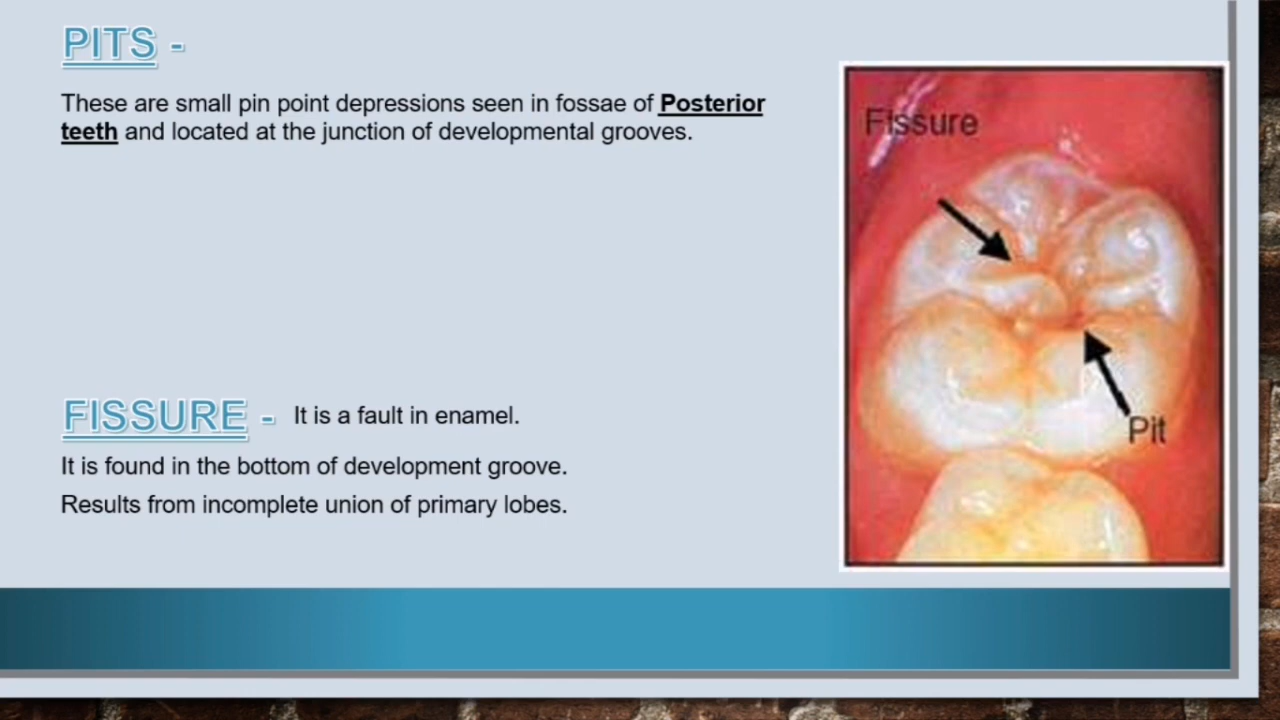 PITS -
These are small pin point depressions seen in fossae of Posterior
teeth and located at the junction of developmental grooves.
Fissure
Pit
FISSURE - It is a fault in enamel.
It is found in the bottom of development groove.
Results from incomplete union of primary lobes.